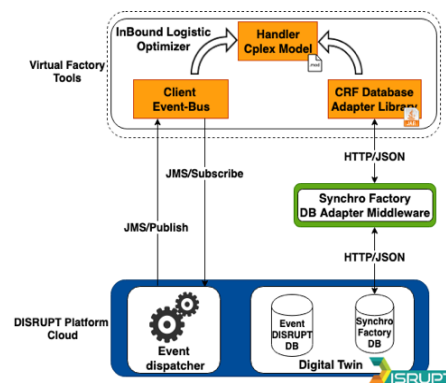 InBound Logistic
Optimizer
Handler
Cplex Model
.mod
Virtual Factory
Tools
Client
Event-Bus
CRF Database
Adapter Library
JAR
HTTP/JSON
JMS/Subscribe
Synchro Factory
DB Adapter Middleware
JMS/Publish
HTTP/JSON
DISRUPT Platform
Cloud
Event
dispatcher
Event
DISRUPT
DB
Synchro
Factory
DB
Digital Twin
ISRUPT